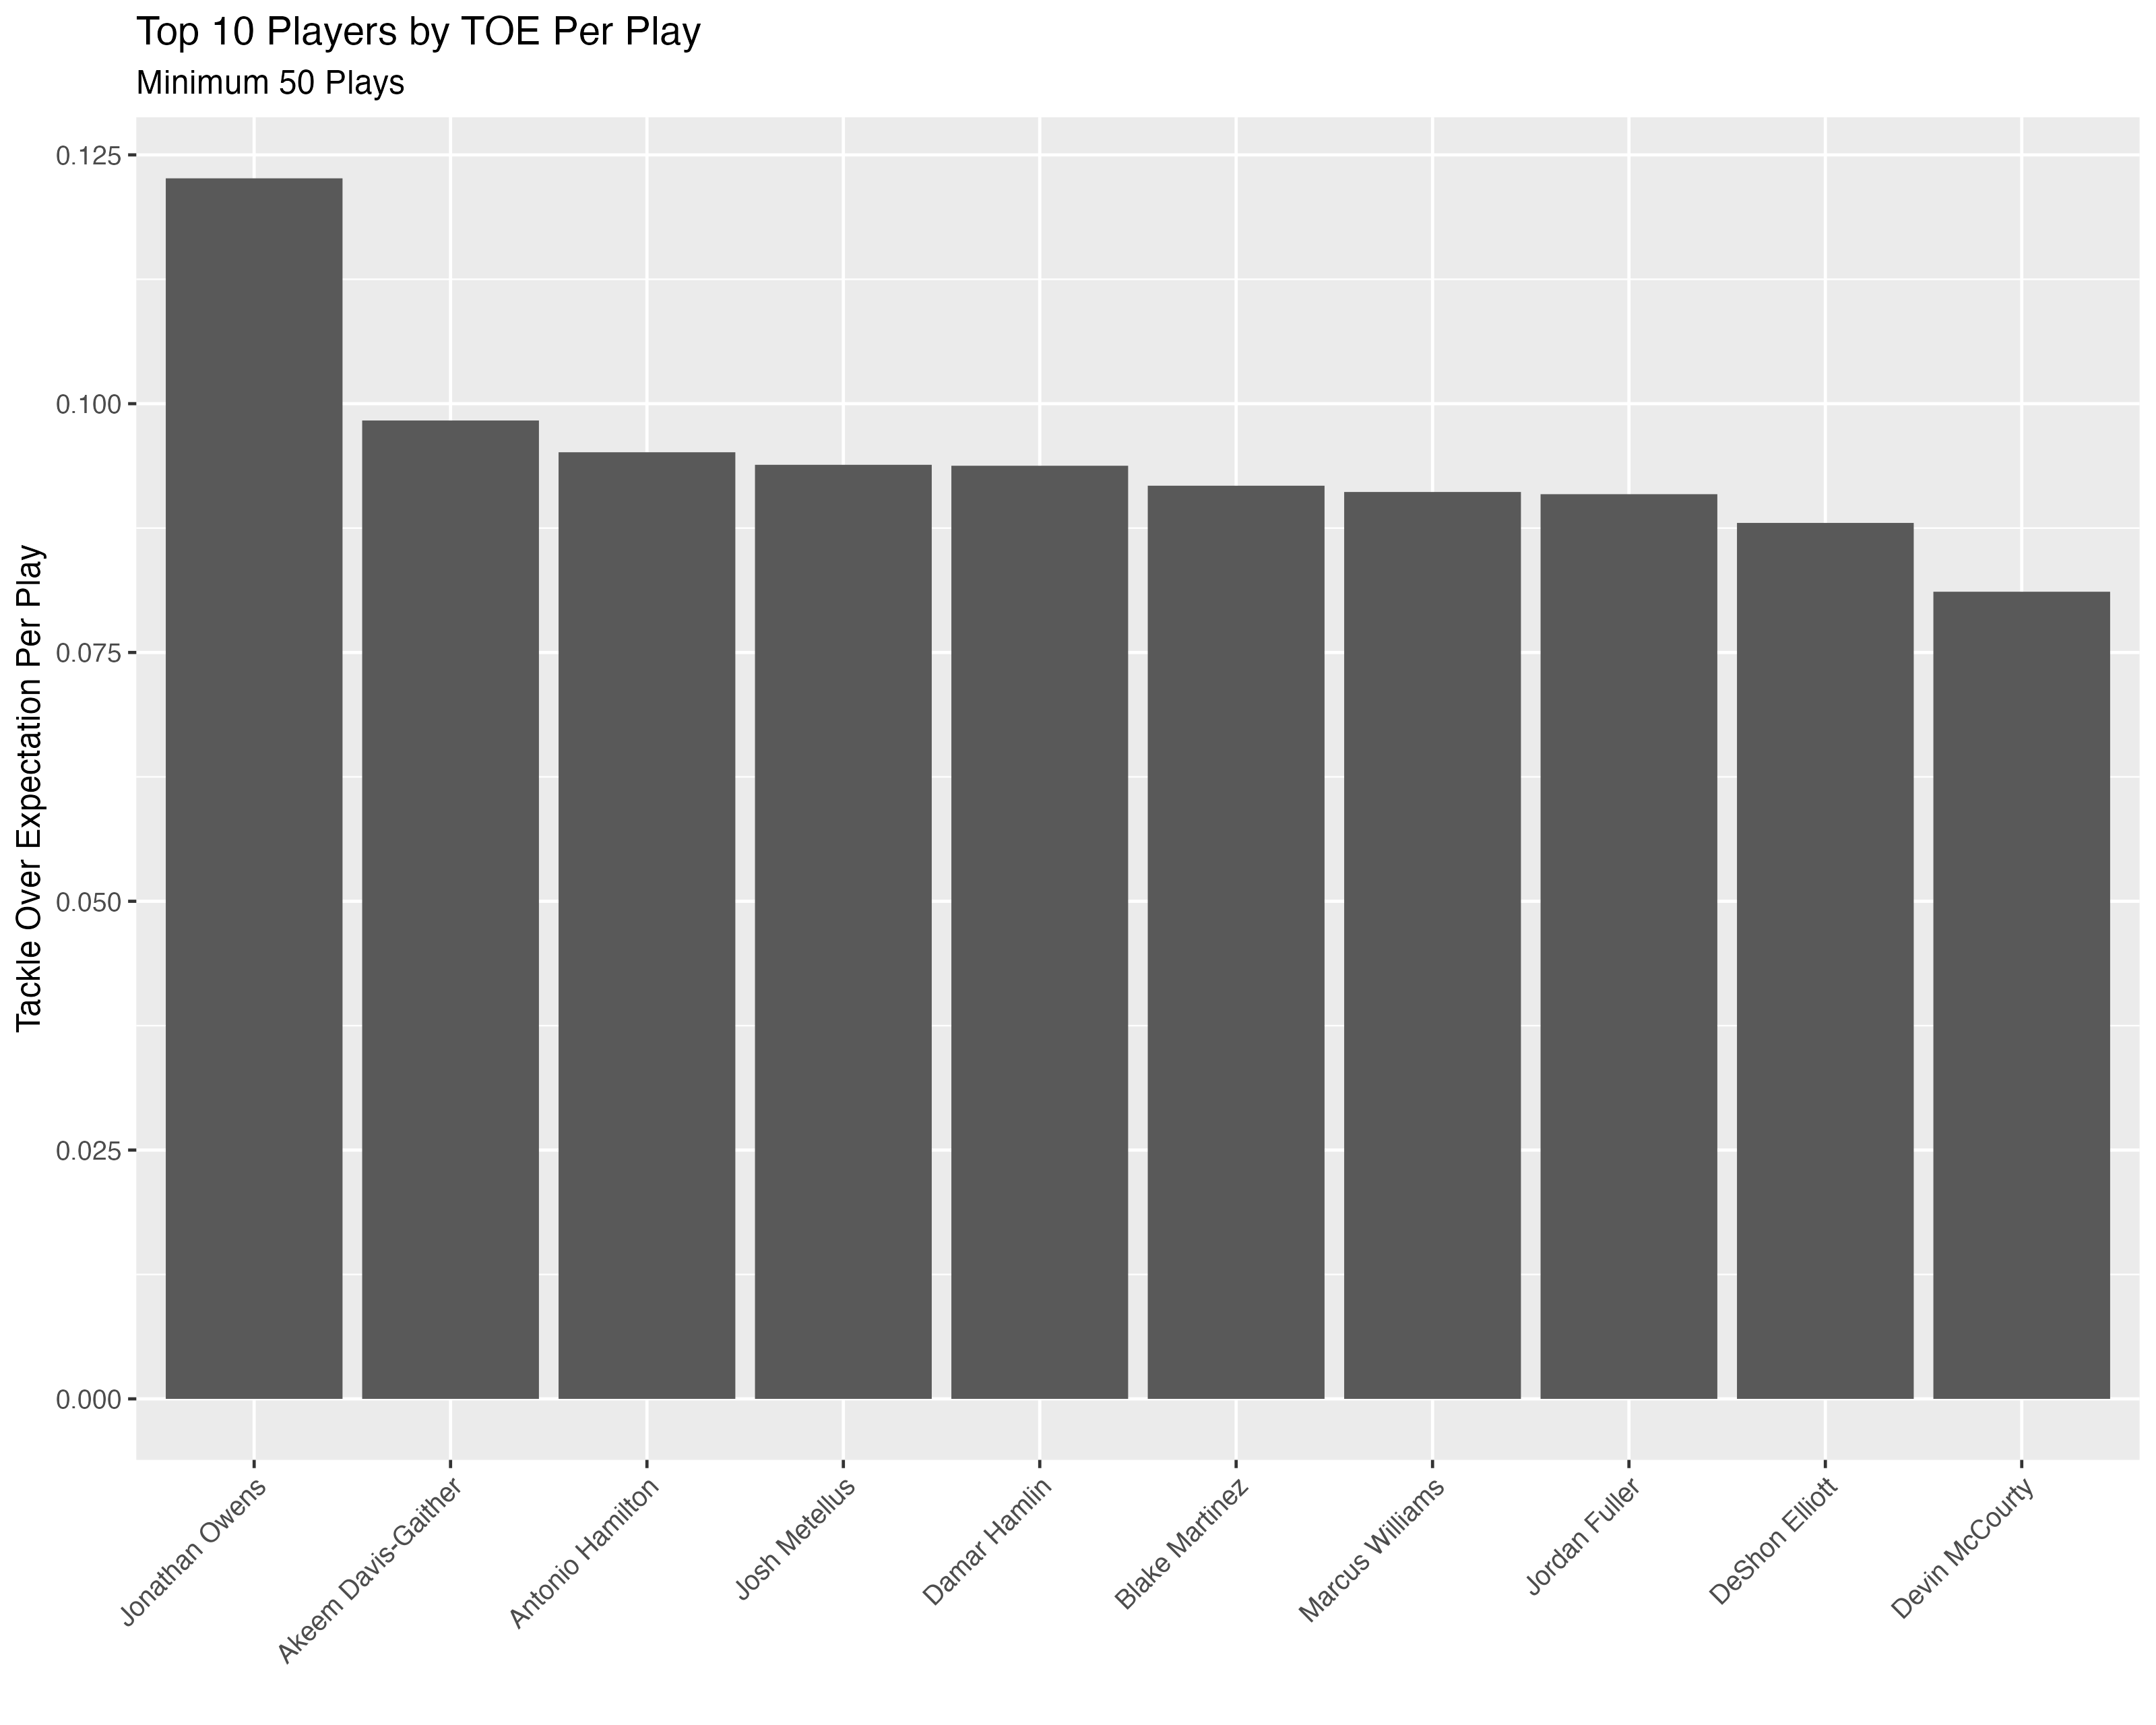 Top 10 Players by TOE Per Play
Minimum 50 Plays
Tackle Over Expectation Per Play
0.125
0.100
0.075
0.050
0.025
0.000
Jonathan Owens
Akeem Davis-Gaither
Antonio Hamilton
Josh Metellus
Damar Hamlin
Blake Martinez
Marcus Williams
Jordan Fuller
DeShon Elliott
Devin McCourty